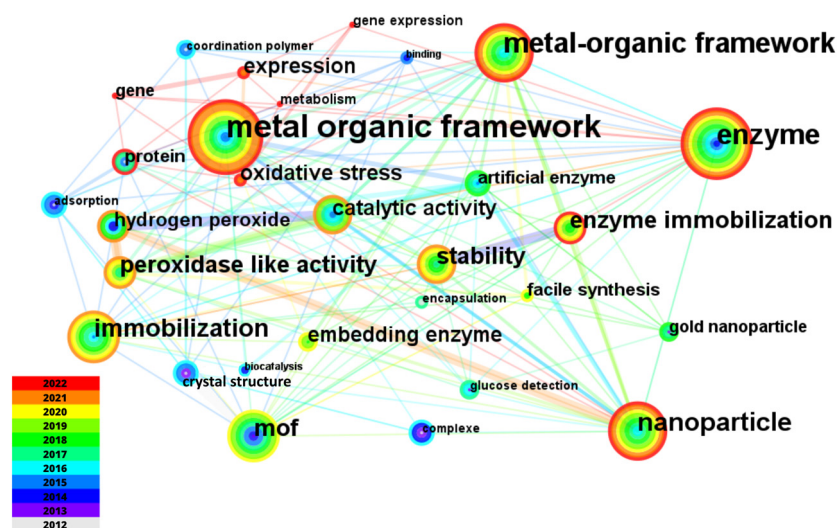 gene expression
metal-organic framework
coordination polymer
binding
expression
gene
metabolism
metal organic framework
enzyme
protein
oxidative stress
artificial enzyme
adsorption
catalytic activity
hydrogen peroxide
enzyme immobilization
stability
peroxidase like activity
facile synthesis
encapsulation
immobilization
embedding enzyme
gold nanoparticle
biocatalysis
crystal structure
glucose detection
mof
complexe
nanoparticle
2022
2021
2020
2019
2018
2017
2016
2015
2014
2013
2012